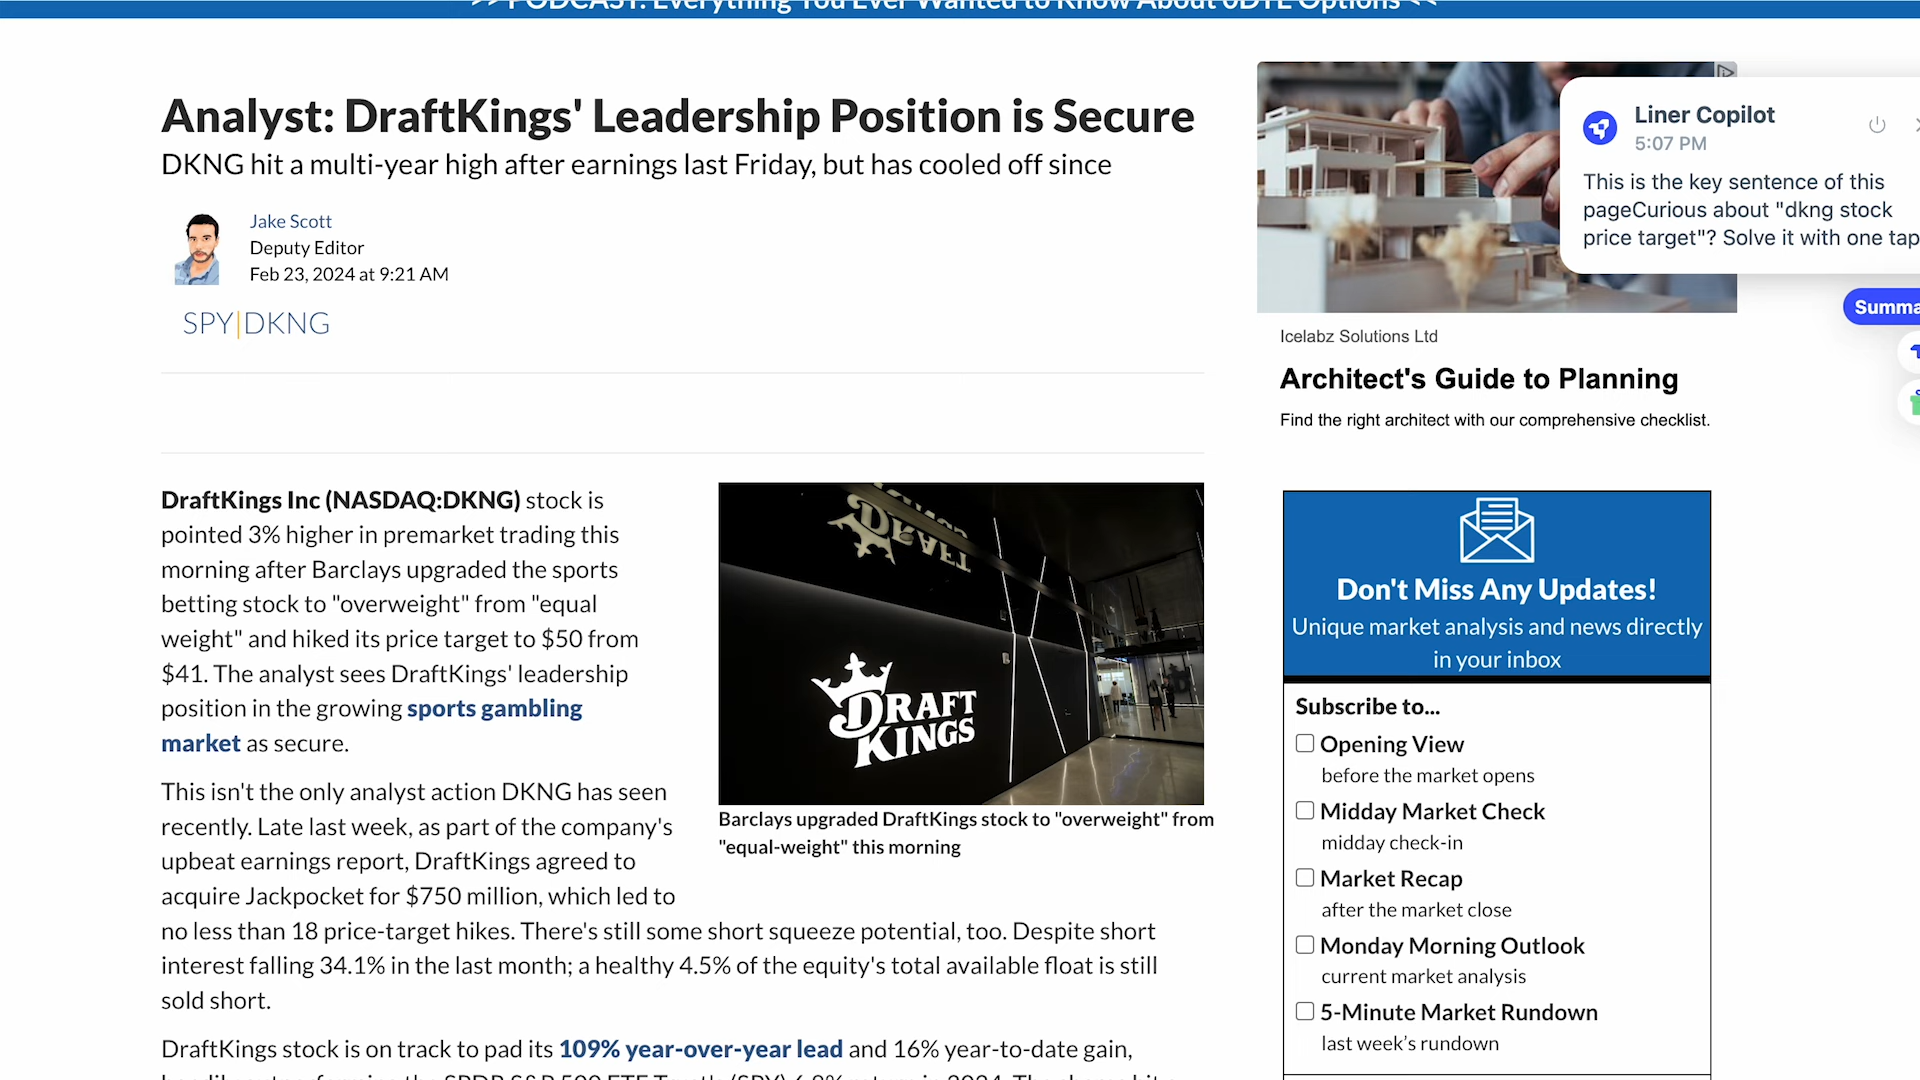 >> PODCAST: Everything You Ever Wanted to Know About 0DTE Options <<
Analyst: DraftKings' Leadership Position is Secure
DKNG hit a multi-year high after earnings last Friday, but has cooled off since
Jake Scott
Deputy Editor
Feb 23, 2024 at 9:21 AM
SPY|DKNG
DraftKings Inc (NASDAQ:DKNG) stock is
pointed 3% higher in premarket trading this
morning after Barclays upgraded the sports
betting stock to "overweight" from "equal
weight" and hiked its price target to $50 from
$41. The analyst sees DraftKings' leadership
position in the growing sports gambling
market as secure.
DRAFT
KINGS
Barclays upgraded DraftKings stock to "overweight" from
"equal-weight" this morning
This isn't the only analyst action DKNG has seen
recently. Late last week, as part of the company's
upbeat earnings report, DraftKings agreed to
acquire Jackpocket for $750 million, which led to
no less than 18 price-target hikes. There's still some short squeeze potential, too. Despite short
interest falling 34.1% in the last month; a healthy 4.5% of the equity's total available float is still
sold short.
DraftKings stock is on track to pad its 109% year-over-year lead and 16% year-to-date gain,
Liner Copilot
5:07 PM
This is the key sentence of this
pageCurious about "dkng stock
price target"? Solve it with one tap
Summa
Icelabz Solutions Ltd
Architect's Guide to Planning
Find the right architect with our comprehensive checklist.
Don't Miss Any Updates!
Unique market analysis and news directly
in your inbox
Subscribe to...
Opening View
before the market opens
Midday Market Check
midday check-in
Market Recap
after the market close
Monday Morning Outlook
current market analysis
5-Minute Market Rundown
last week's rundown